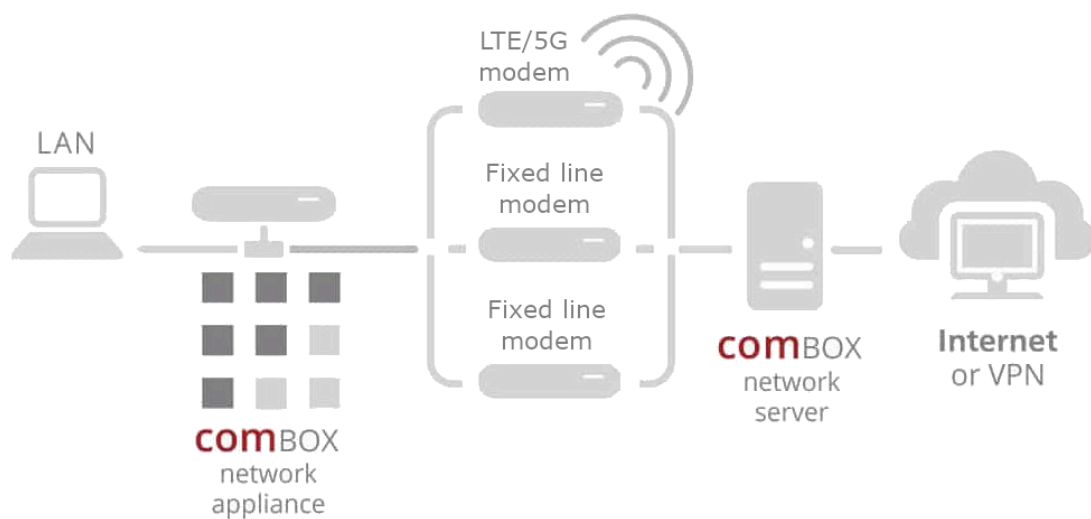 LAN
comBOX
network
appliance
LTE/5G
modem
Fixed line
modem
Fixed line
modem
comBOX
network
server
Internet
or VPN